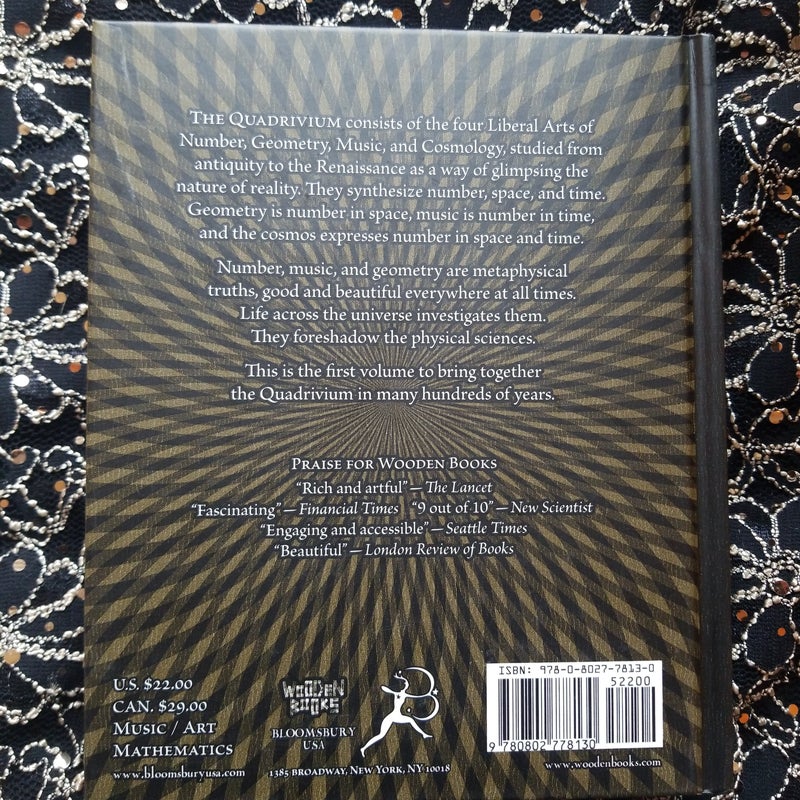 THE QUADRIVIUM consists of the four Liberal Arts of
Number, Geometry, Music, and Cosmology, studied from
antiquity to the Renaissance as a way of glimpsing the
nature of reality. They synthesize number, space, and time.
Geometry is number in space, music is number in time,
and the cosmos expresses number in space and time.
Number, music, and geometry are metaphysical
truths, good and beautiful everywhere at all times.
Life across the universe investigates them.
They foreshadow the physical sciences.
This is the first volume to bring together
the Quadrivium in many hundreds of years.
PRAISE FOR WOODEN BOOKS
“Rich and artful”—The Lancet
“Fascinating”—Financial Times “9 out of 10”—New Scientist
“Engaging and accessible”—Seattle Times
“Beautiful”—London Review of Books
U.S. $22.00
CAN. $29.00
MUSIC / ART
MATHEMATICS
www.bloomsburyusa.com
WOODEN
BOOKS
BLOOMSBURY
USA
1385 BROADWAY, NEW YORK, NY 10018
B
ISBN: 978-0-8027-7813-0
52200
9 780802 778130
www.woodenbooks.com